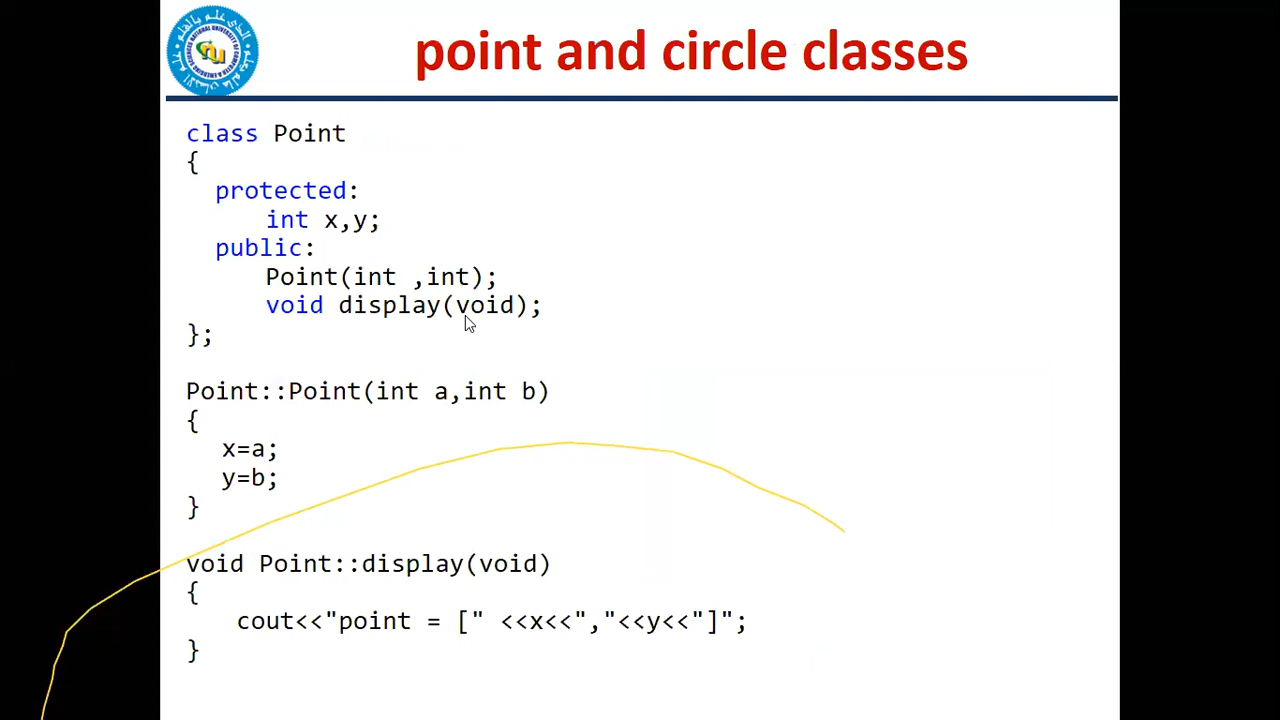 point and circle classes
class Point
{
protected:
int x,y;
public:
Point(int ,int);
void display(void);
};
Point::Point(int a,int b)
{
x=a;
y=b;
}
void Point::display(void)
{
cout<<"point = [" <<x<<","<<y<<"]";
}